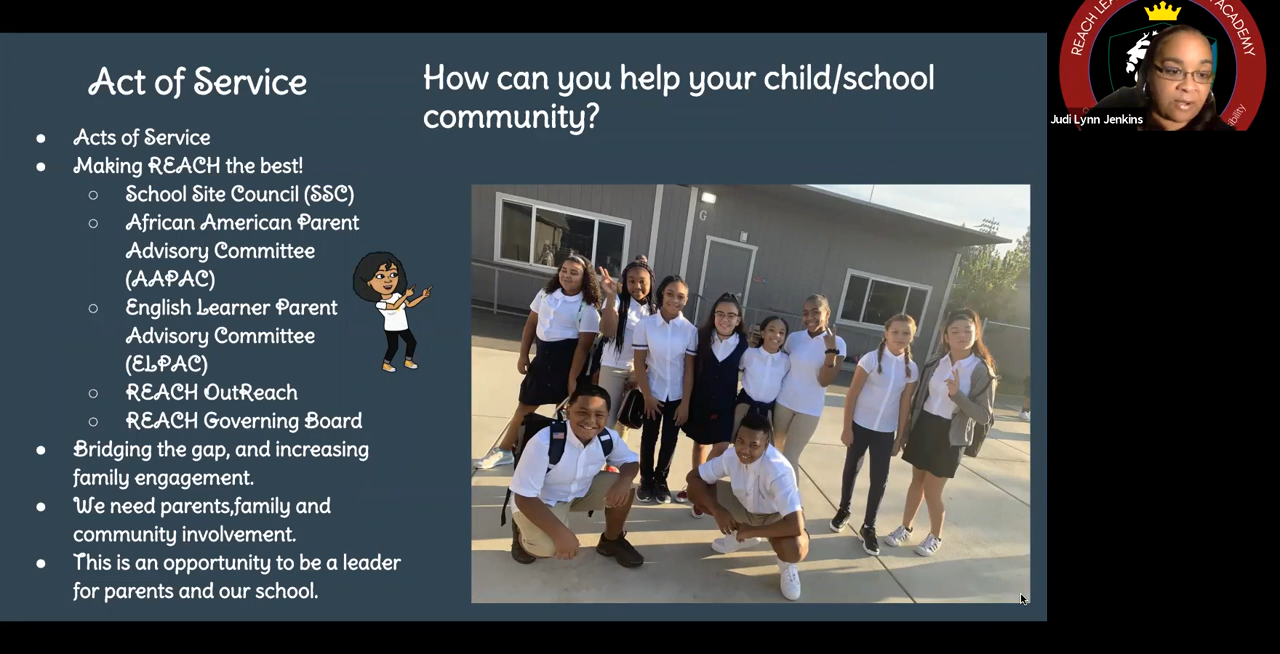 Act of Service
Acts of Service
Making REACH the best!
School Site Council (SSC)
African American Parent
Advisory Committee
(AAPAC)
English Learner Parent
Advisory Committee
(ELPAC)
REACH OutReach
REACH Governing Board
Bridging the gap, and increasing
family engagement.
We need parents,family and
community involvement.
This is an opportunity to be a leader
for parents and our school.
How can you help your child/school
community?
G
REACH LEA
ACADEMY
Judi Lynn Jenkins